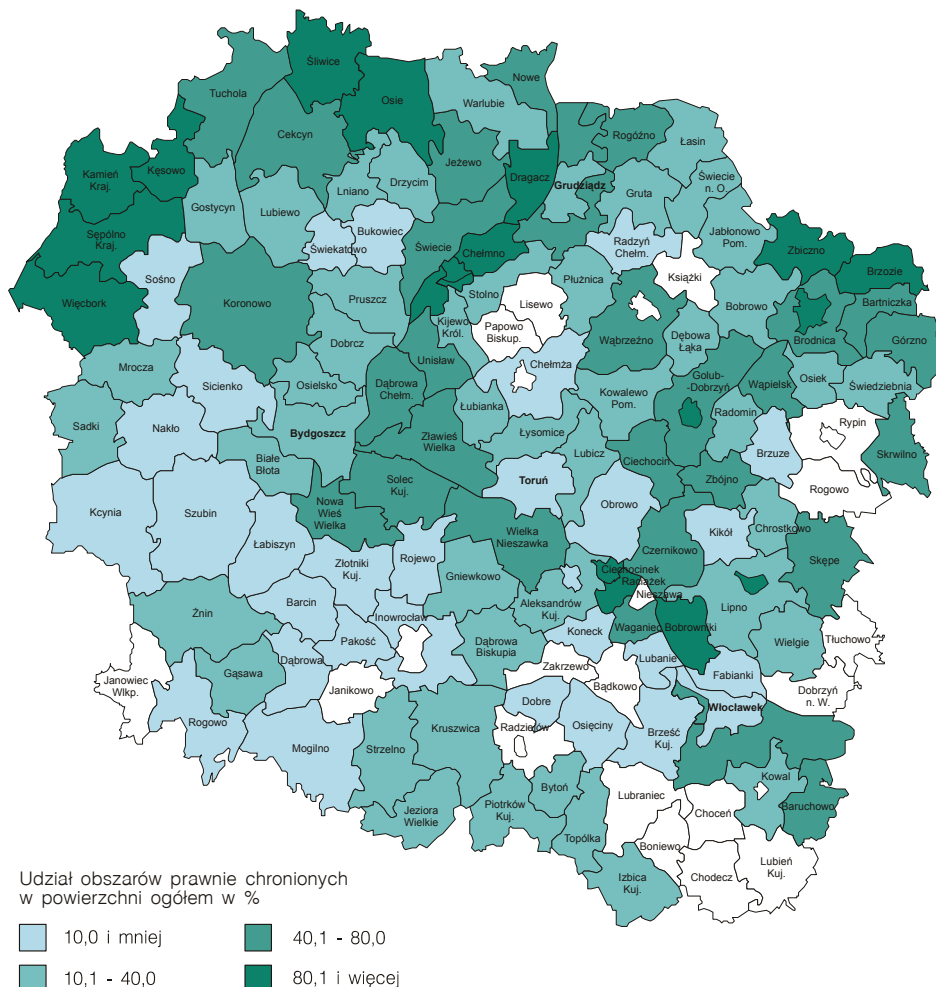 Śliwice
Nowe
Tuchola
Osie
Warlubie
Cekcyn
Rogóźno
Łasin
Jeżewo
Kamień
Kraj.
Kęsowo
Dragacz
Grudziądz
Drzycim
Lniano
Gruta
Świecie
n. O.
Gostycyn
Lubiewo
Bukowiec
Sępólno
Kraj.
Świekatowo
Świecie
Chełmno
Radzyń
Chełm.
Jabłonowo
Pom.
Zbiczno
Sośno
Płużnica
Książki
Brzozie
Więcbork
Koronowo
Pruszcz
Stolno
Lisewo
Bobrowo
Bartniczka
Kijewo
Król.
Papowo
Biskup.
Wąbrzeźno
Dębowa
Łąka
Brodnica
Górzno
Dobrcz
Unisław
Mrocza
Chełmża
Sicienko
Osielsko
Dąbrowa
Chełm.
Golub-
-Dobrzyń
Wąpielsk
Osiek
Świedziebnia
Kowalewo
Pom.
Łubianka
Radomin
Sadki
Nakło
Bydgoszcz
Zławieś
Wielka
Łysomice
Rypin
Lubicz
Ciechocin
Brzuze
Skrwilno
Białe
Błota
Toruń
Solec
Kuj.
Zbójno
Rogowo
Kcynia
Szubin
Nowa
Wieś
Wielka
Obrowo
Łabiszyn
Wielka
Nieszawka
Kikół
Chrostkowo
Czernikowo
Złotniki
Kuj.
Rojewo
Skępe
Gniewkowo
Ciechocinek
Raciążek
Nieszawa
Barcin
Aleksandrów
Kuj.
Lipno
Żnin
Inowrocław
Waganiec
Bobrowniki
Pakość
Koneck
Dąbrowa
Biskupia
Wielgie
Tłuchowo
Gąsawa
Dąbrowa
Lubanie
Janowiec
Wlkp.
Zakrzewo
Fabianki
Janikowo
Bądkowo
Dobrzyń
n. W.
Rogowo
Dobre
Włocławek
Kruszwica
Radziejów
Osięciny
Brześć
Kuj.
Mogilno
Strzelno
Kowal
Bytoń
Lubraniec
Jeziora
Wielkie
Piotrków
Kuj.
Choceń
Baruchowo
Topólka
Boniewo
Izbica
Kuj.
Chodecz
Lubień
Kuj.
Udział obszarów prawnie chronionych
w powierzchni ogółem w %
10,0 i mniej
40,1 - 80,0
10,1 - 40,0
80,1 i więcej